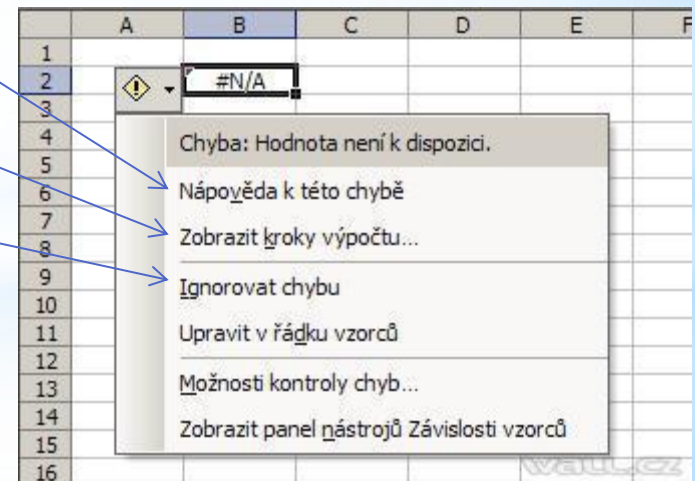 A B C D E F
1
2 #N/A
3
4 Chyba: Hodnota není k dispozici.
5
6 Nápověda k této chybě
7
8 Zobrazit kroky výpočtu...
9
10 Ignorovat chybu
11 Upravit v řádku vzorců
12
13 Možnosti kontroly chyb...
14
15 Zobrazit panel nástrojů Závislosti vzorců
16 wall.cz